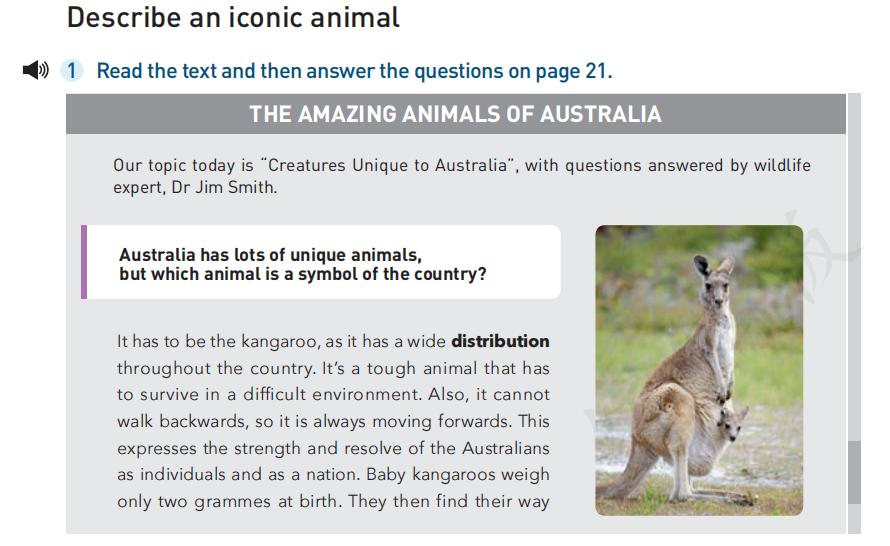 Describe an iconic animal
1 Read the text and then answer the questions on page 21.
THE AMAZING ANIMALS OF AUSTRALIA
Our topic today is “Creatures Unique to Australia”, with questions answered by wildlife
expert, Dr Jim Smith.
Australia has lots of unique animals,
but which animal is a symbol of the country?
It has to be the kangaroo, as it has a wide distribution
throughout the country. It’s a tough animal that has
to survive in a difficult environment. Also, it cannot
walk backwards, so it is always moving forwards. This
expresses the strength and resolve of the Australians
as individuals and as a nation. Baby kangaroos weigh
only two grammes at birth. They then find their way